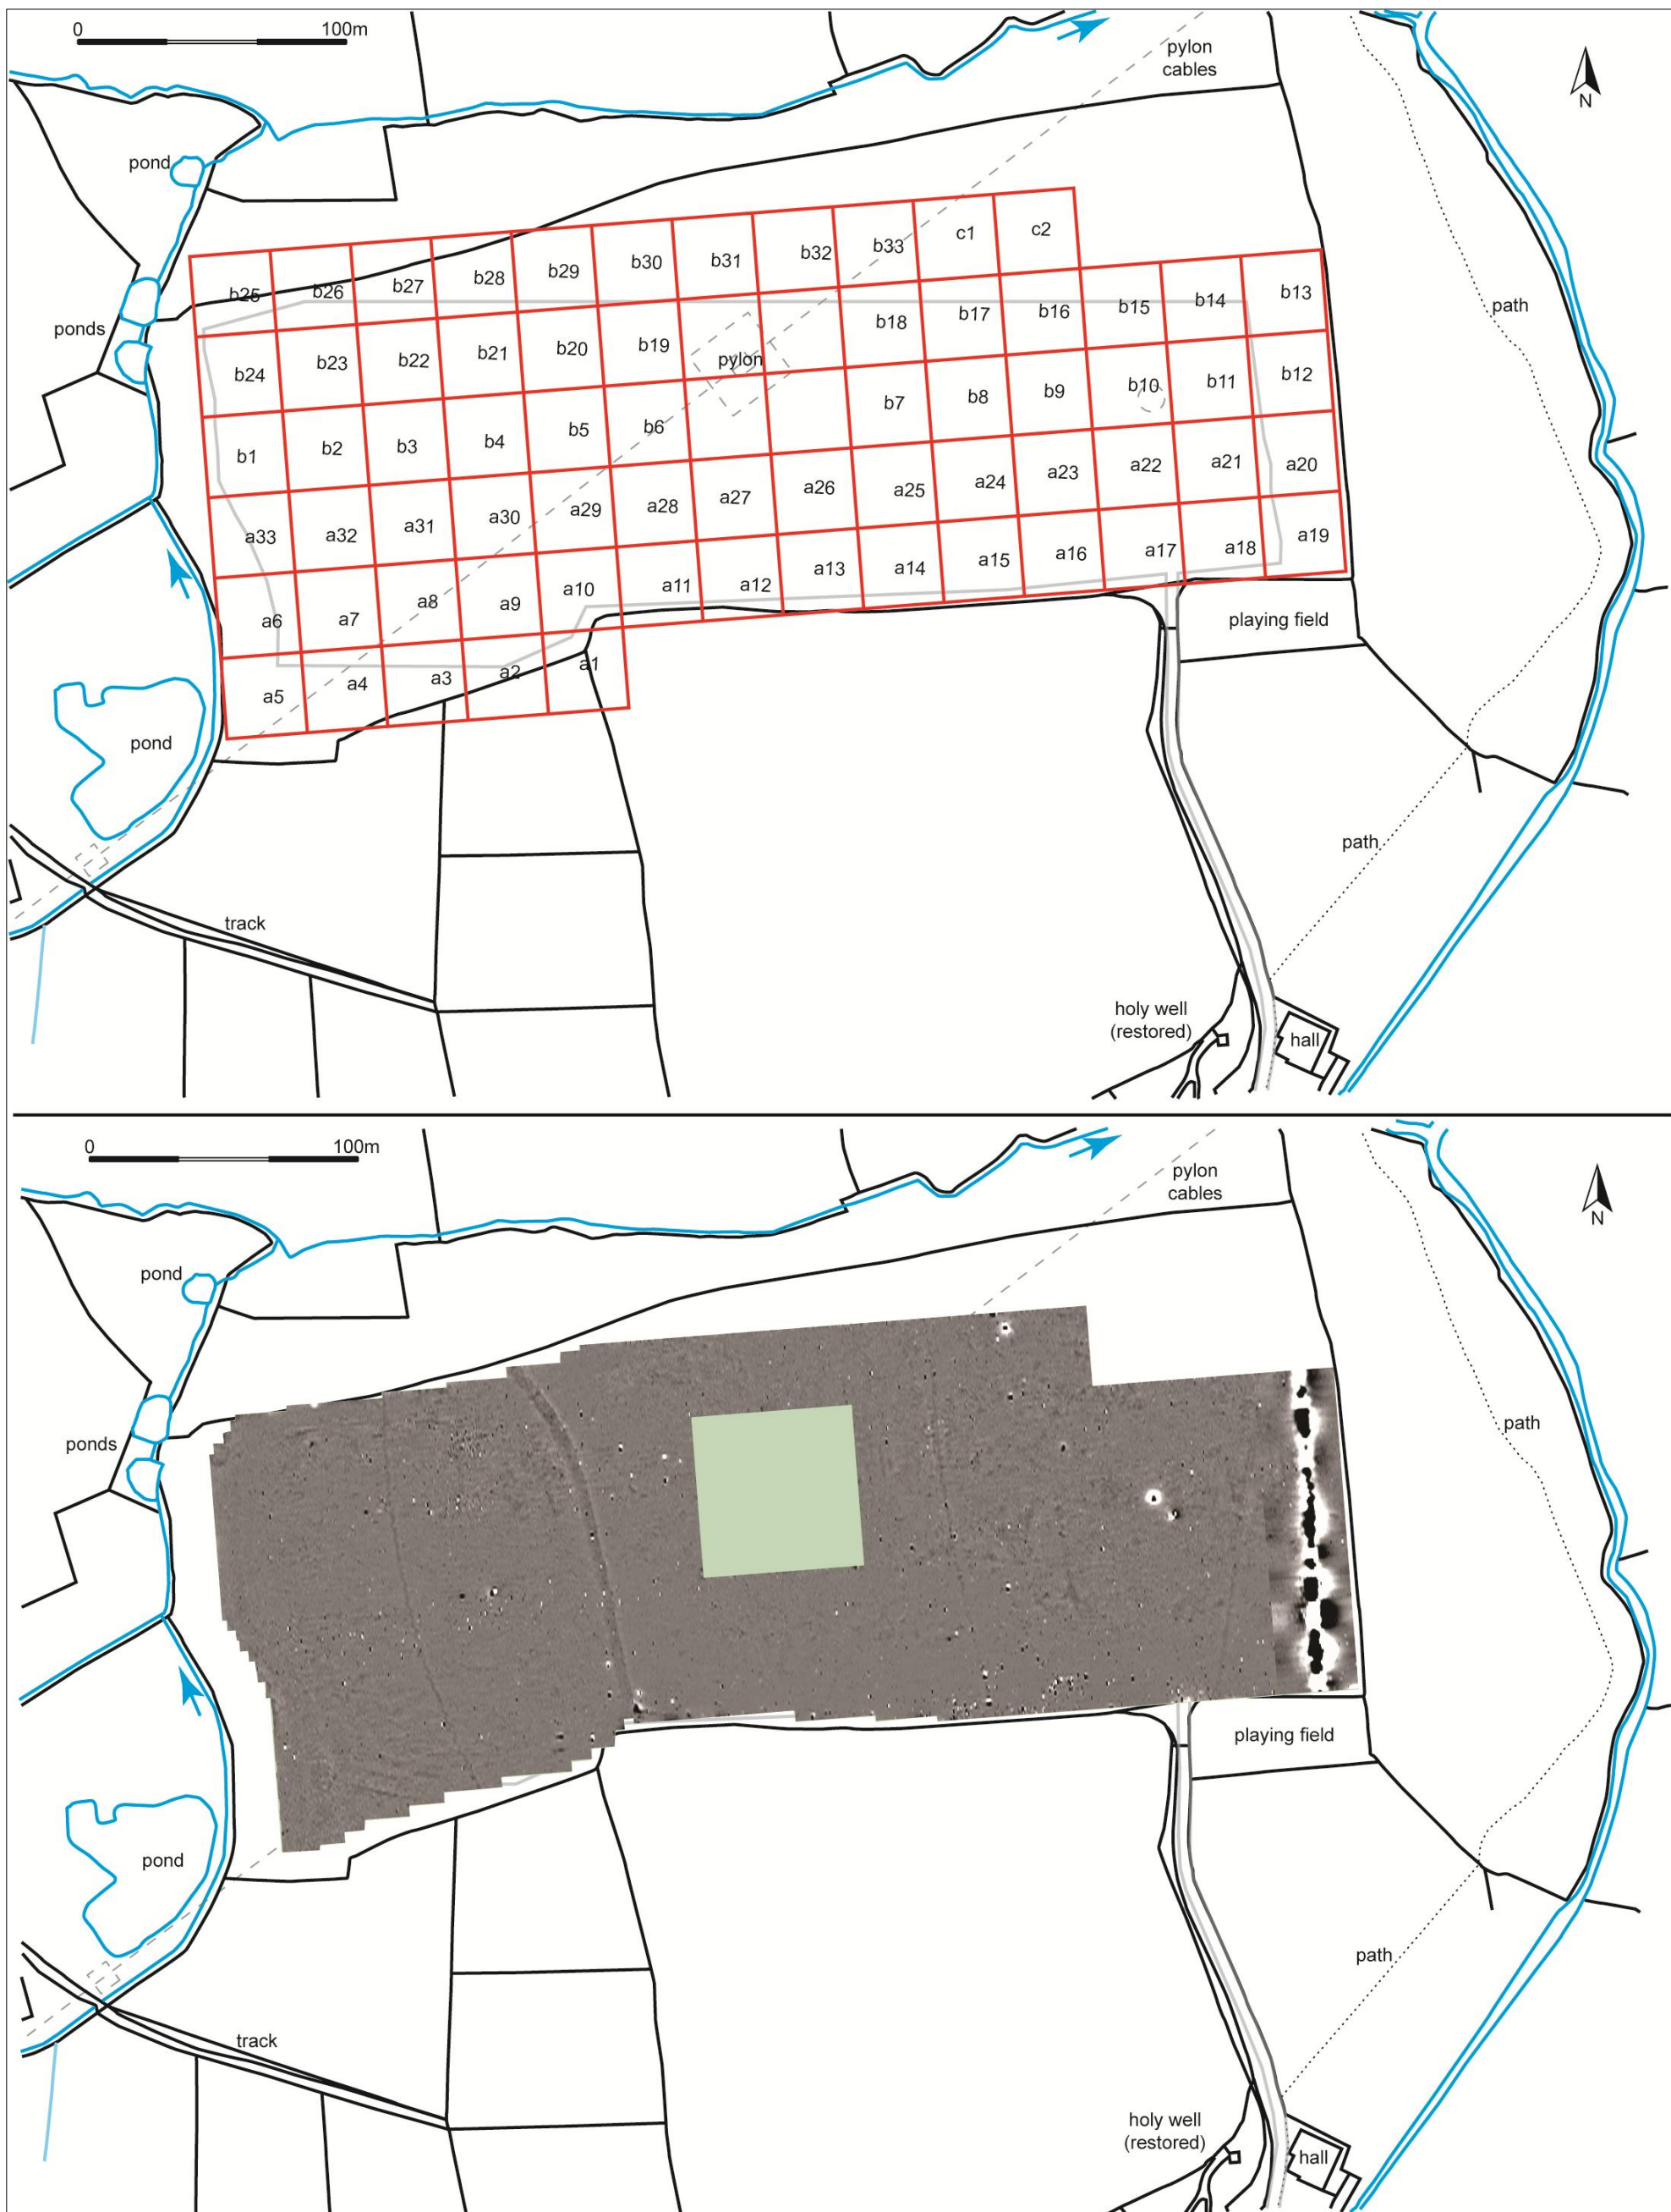 0 100m
pylon
cables
N
pond
c1 c2
b25 b26 b27 b28 b29 b30 b31 b32 b33
b24 b23 b22 b21 b20 b19 pylon b18 b17 b16 b15 b14 b13
ponds
path
b1 b2 b3 b4 b5 b6 b7 b8 b9 b10 b11 b12
a33 a32 a31 a30 a29 a28 a27 a26 a25 a24 a23 a22 a21 a20
a6 a7 a8 a9 a10 a11 a12 a13 a14 a15 a16 a17 a18 a19
playing field
a5 a4 a3 a2 a1
pond
path
track
holy well
(restored)
hall
0 100m
pylon
cables
N
pond
path
ponds
playing field
pond
path
track
holy well
(restored)
hall